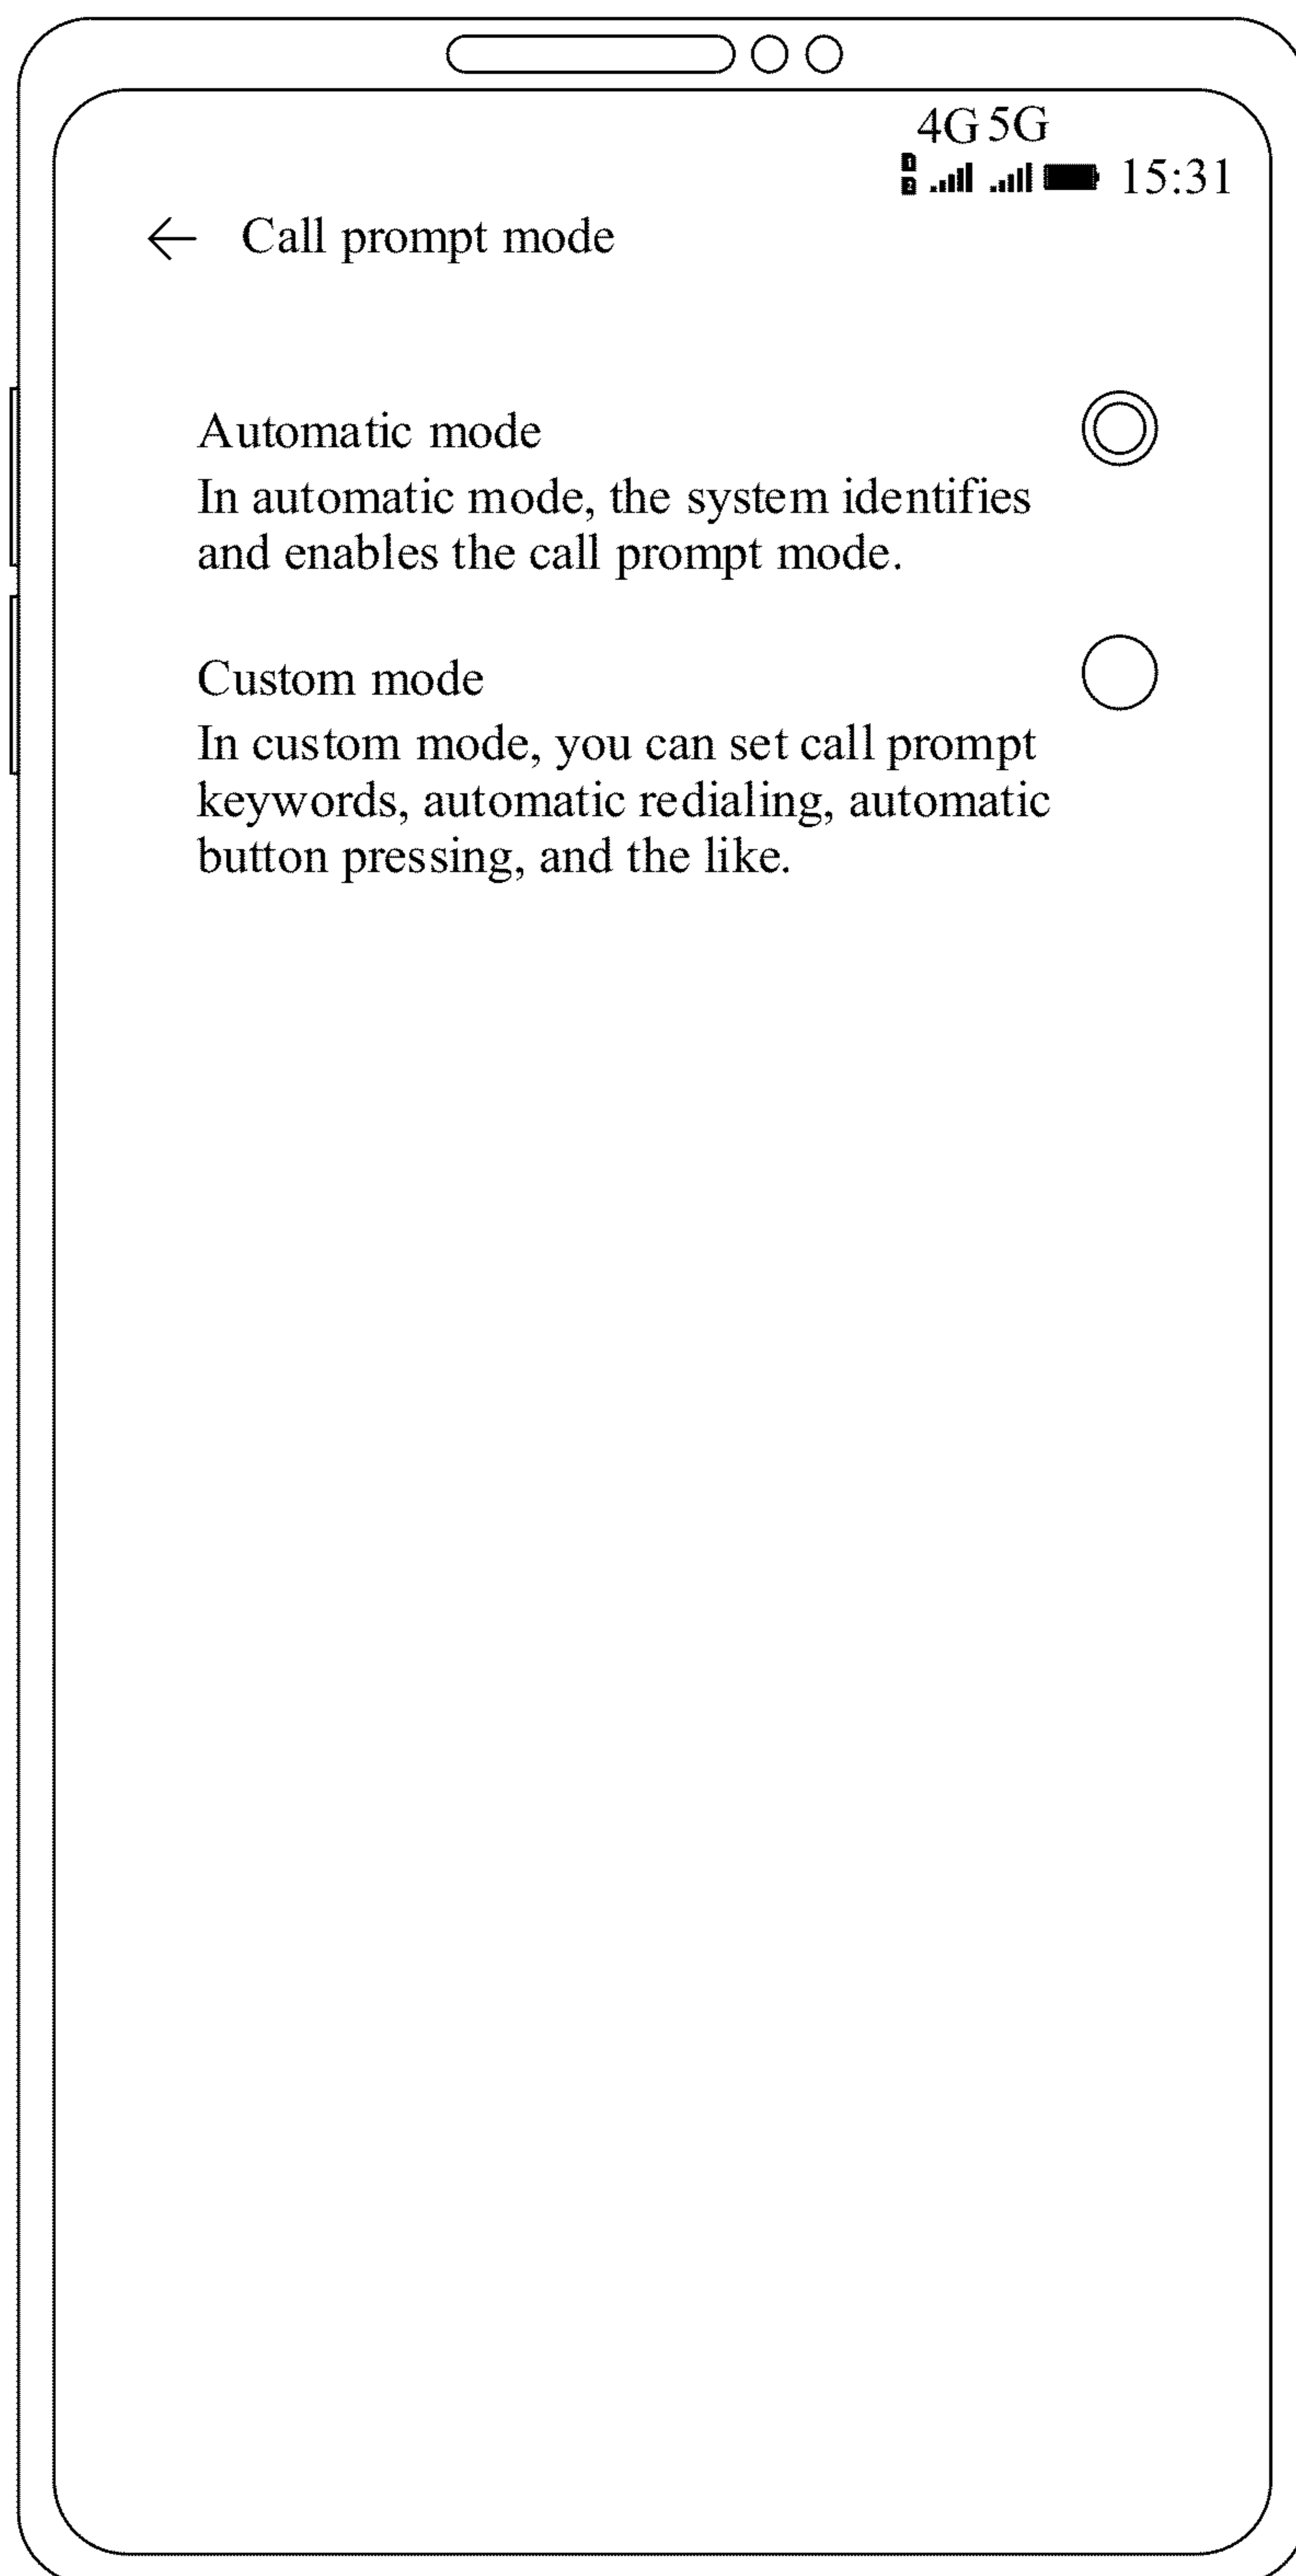 4G 5G
1
2
15:31
Call prompt mode
Automatic mode
In automatic mode, the system identifies
and enables the call prompt mode.
Custom mode
In custom mode, you can set call prompt
keywords, automatic redialing, automatic
button pressing, and the like.